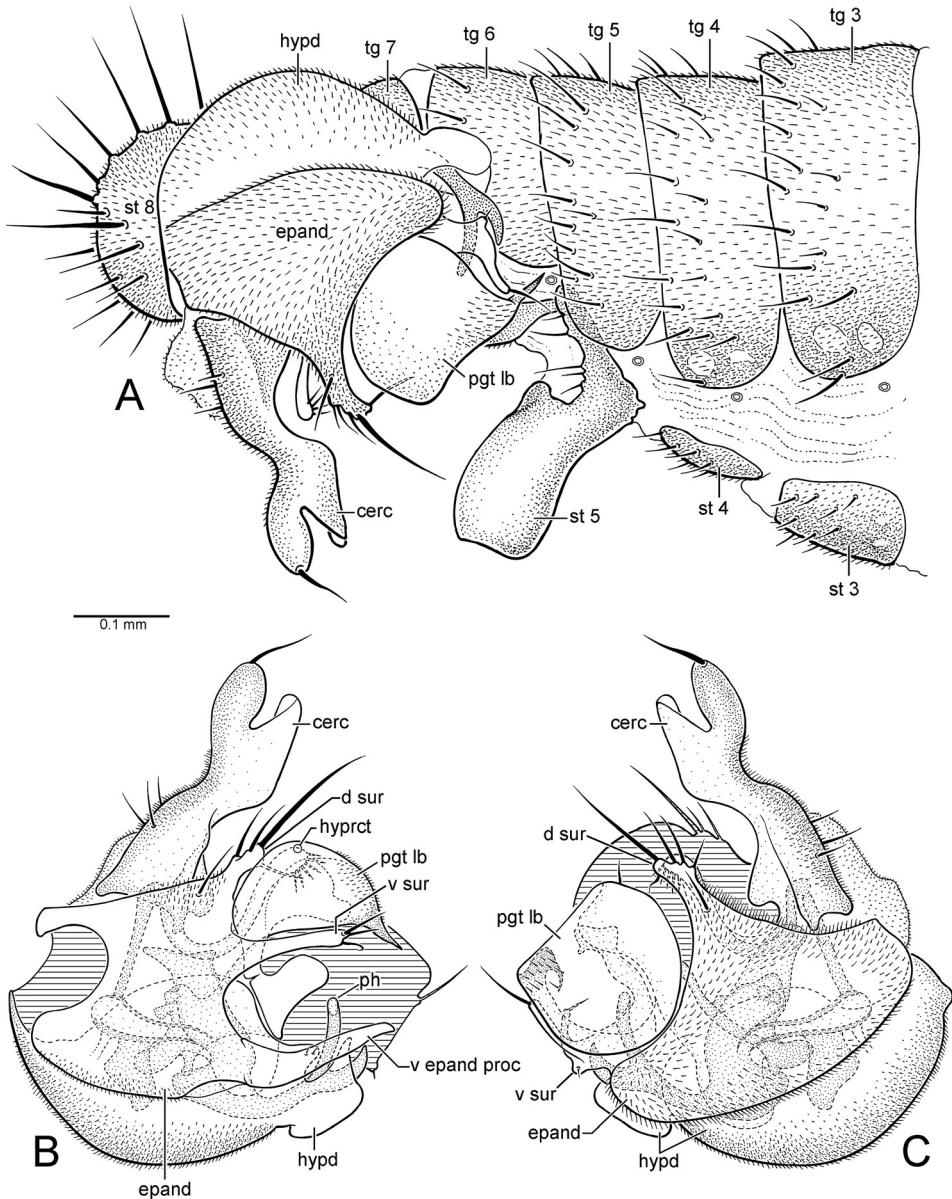 tg 3
tg 4
tg 5
tg 6
tg 7
hypd
st 8
epand
pgt lb
A
cerc
st 5
st 4
st 3
0.1 mm
cerc
d sur
hyprct
pgt lb
v sur
ph
v epand proc
hypd
epand
B
cerc
d sur
pgt lb
v sur
epand
hypd
C